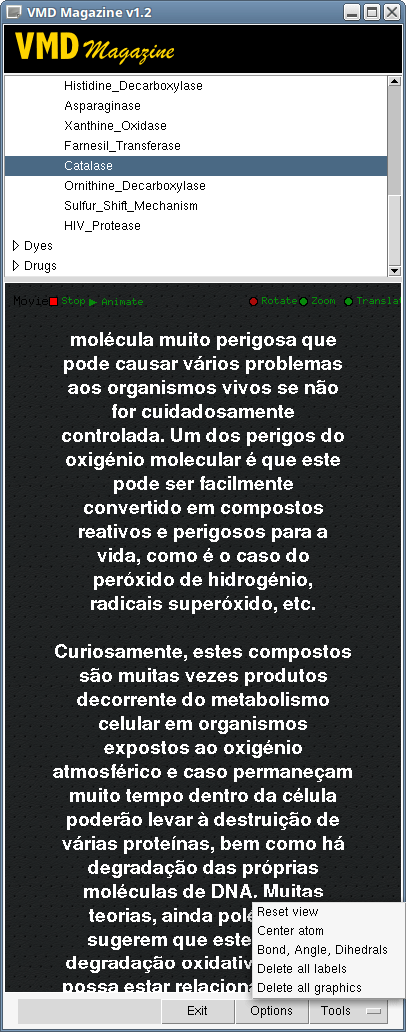 VMD Magazine v1.2
VMD Magazine
Histidine_Decarboxylase
Asparaginase
Xanthine_Oxidase
Farnesil_Transferase
Catalase
Ornithine_Decarboxylase
Sulfur_Shift_Mechanism
HIV_Protease
Dyes
Drugs
Movie Stop Animate Rotate Zoom Translat
molécula muito perigosa que
pode causar vários problemas
aos organismos vivos se não
for cuidadosamente
controlada. Um dos perigos do
oxigénio molecular é que este
pode ser facilmente
convertido em compostos
reativos e perigosos para a
vida, como é o caso do
peróxido de hidrogénio,
radicais superóxido, etc.
Curiosamente, estes compostos
são muitas vezes produtos
decorrente do metabolismo
celular em organismos
expostos ao oxigénio
atmosférico e caso permaneçam
muito tempo dentro da célula
poderão levar à destruição de
várias proteínas, bem como há
degradação das próprias
moléculas de DNA. Muitas
teorias, ainda
sugerem que este
degradação oxidativ
possa estar relaciona
Reset view
Center atom
Bond, Angle, Dihedrals
Delete all labels
Delete all graphics
Exit Options Tools